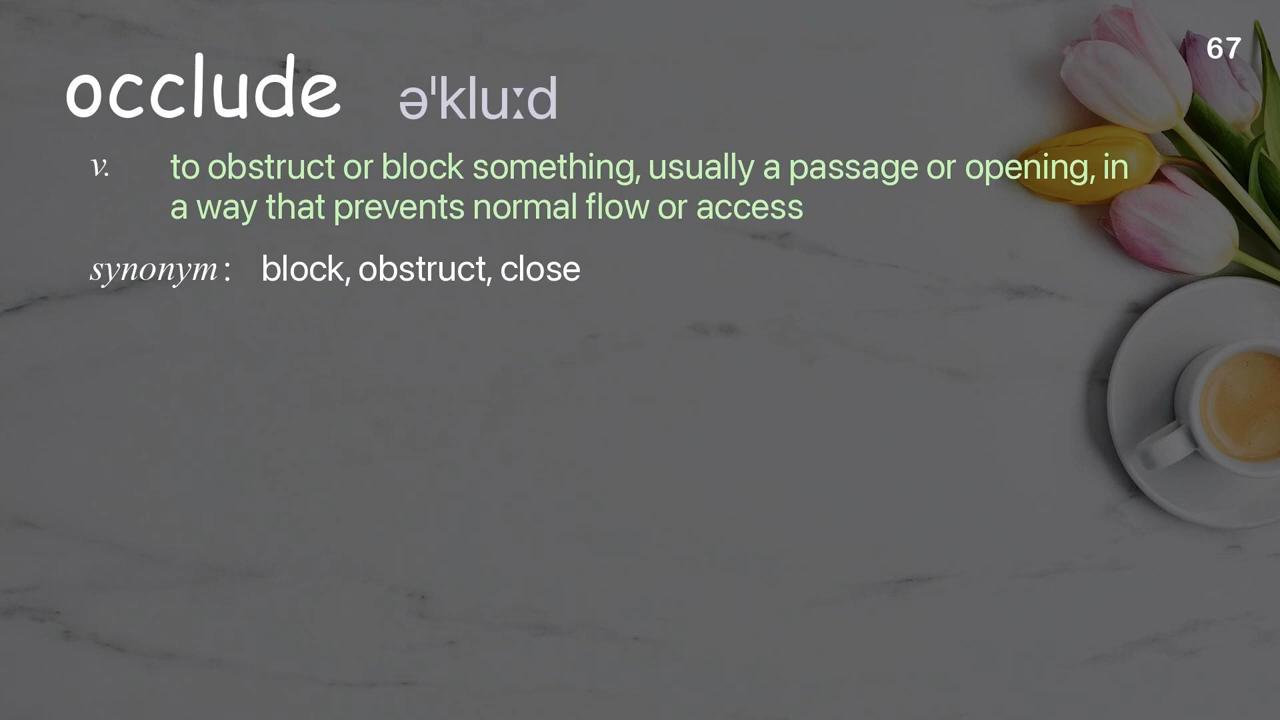 67
occlude əˈkluːd
v. to obstruct or block something, usually a passage or opening, in
a way that prevents normal flow or access
synonym : block, obstruct, close